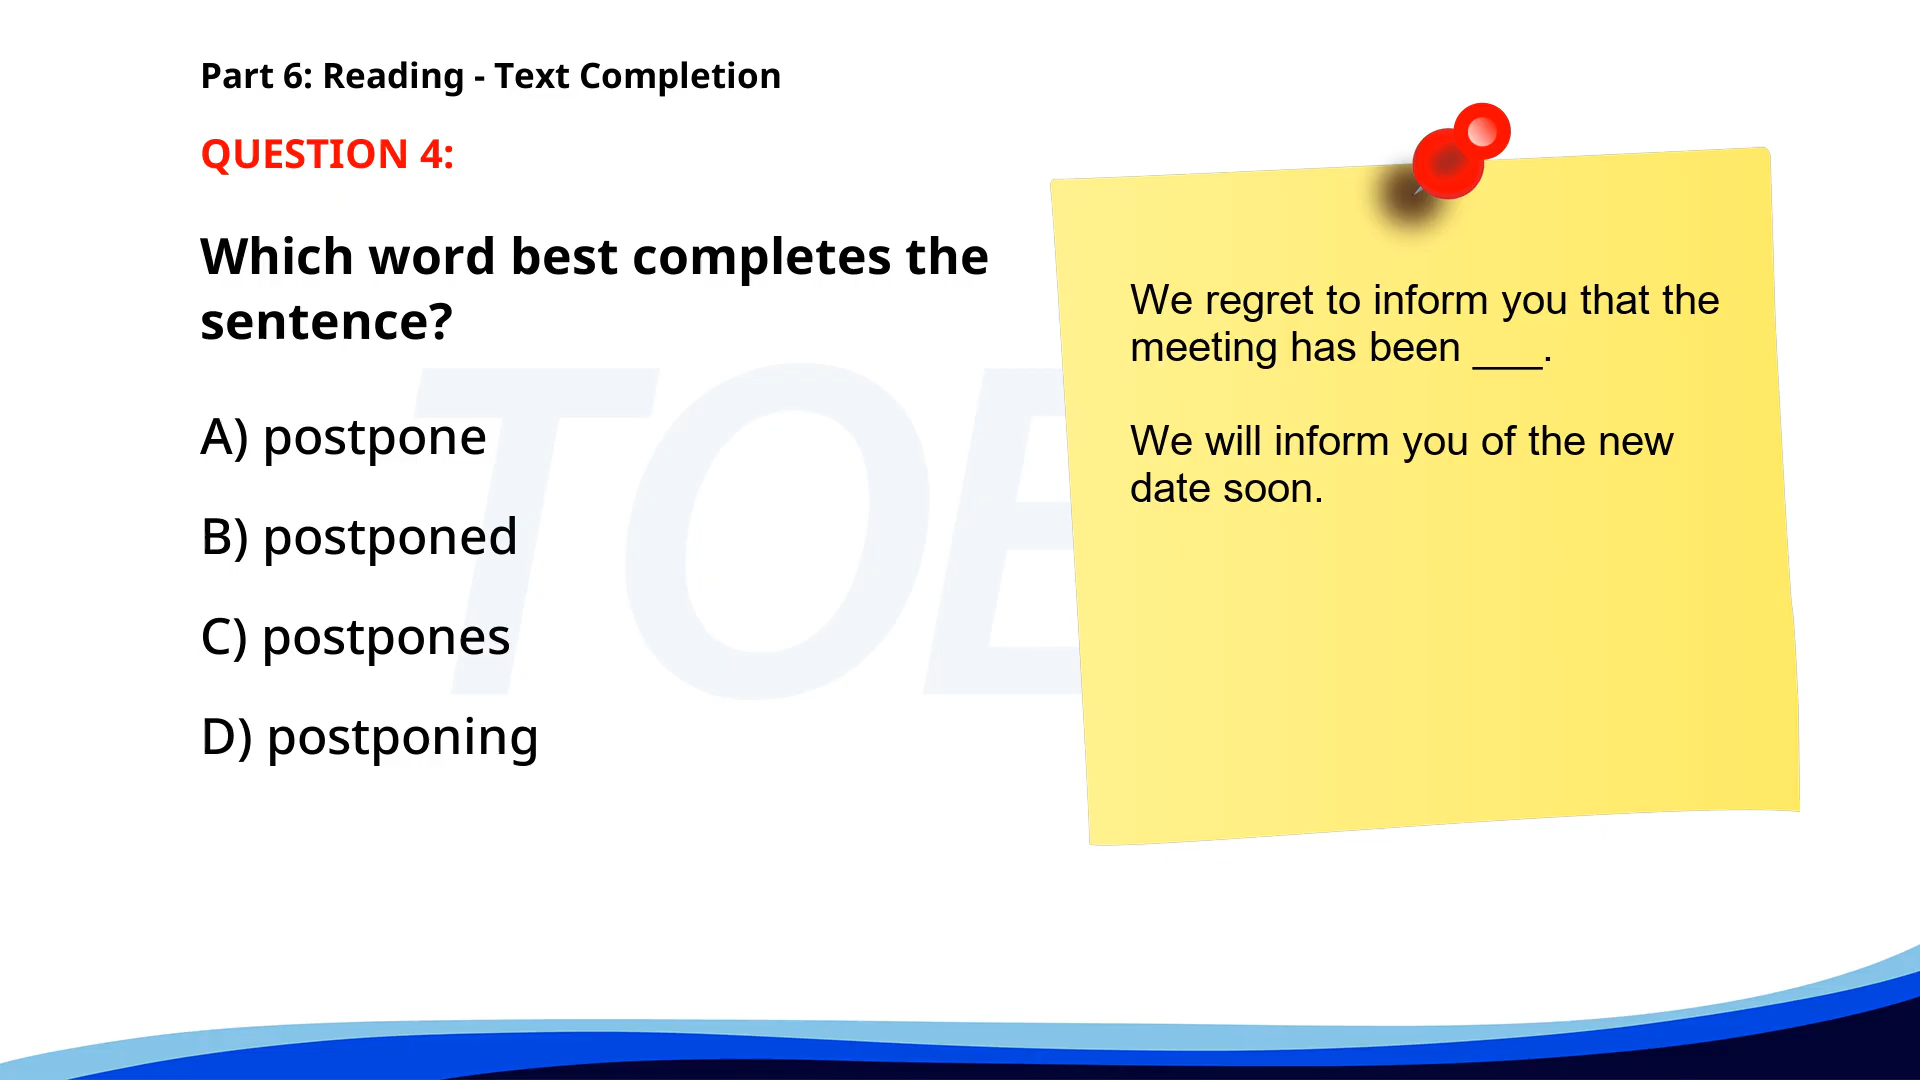 Part 6: Reading - Text Completion
QUESTION 4:
Which word best completes the
sentence?
A) postpone
B) postponed
C) postpones
D) postponing
We regret to inform you that the
meeting has been ___.
We will inform you of the new
date soon.